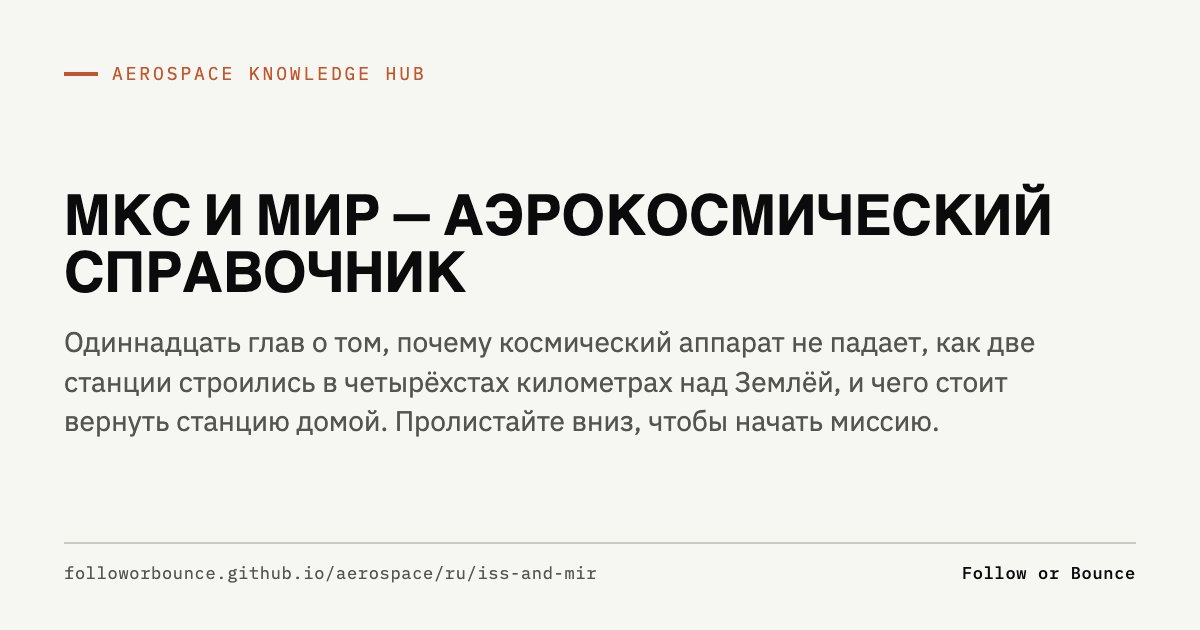 AEROSPACE KNOWLEDGE HUB
МКС И МИР — АЭРОКОСМИЧЕСКИЙ
СПРАВОЧНИК
Одиннадцать глав о том, почему космический аппарат не падает, как две
станции строились в четырёхстах километрах над Землёй, и чего стоит
вернуть станцию домой. Пролистайте вниз, чтобы начать миссию.
followorbounce.github.io/aerospace/ru/iss-and-mir
Follow or Bounce